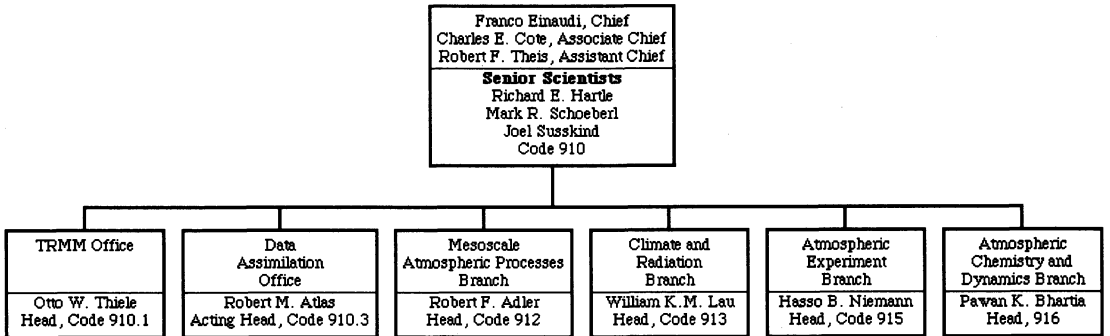 Franco Einaudi, Chief
Charles E. Cote, Associate Chief
Robert F. Theis, Assistant Chief
Senior Scientists
Richard E. Hartle
Mark R. Schoeberl
Joel Susskind
Code 910
TRMM Office
Otto W. Thiele
Head, Code 910.1
Data
Assimilation
Office
Robert M. Atlas
Acting Head, Code 910.3
Mesoscale
Atmospheric Processes
Branch
Robert F. Adler
Head, Code 912
Climate and
Radiation
Branch
William K.M. Lau
Head, Code 913
Atmospheric
Experiment
Branch
Hasso B. Niemann
Head, Code 915
Atmospheric
Chemistry and
Dynamics Branch
Pawan K. Bhartia
Head, 916